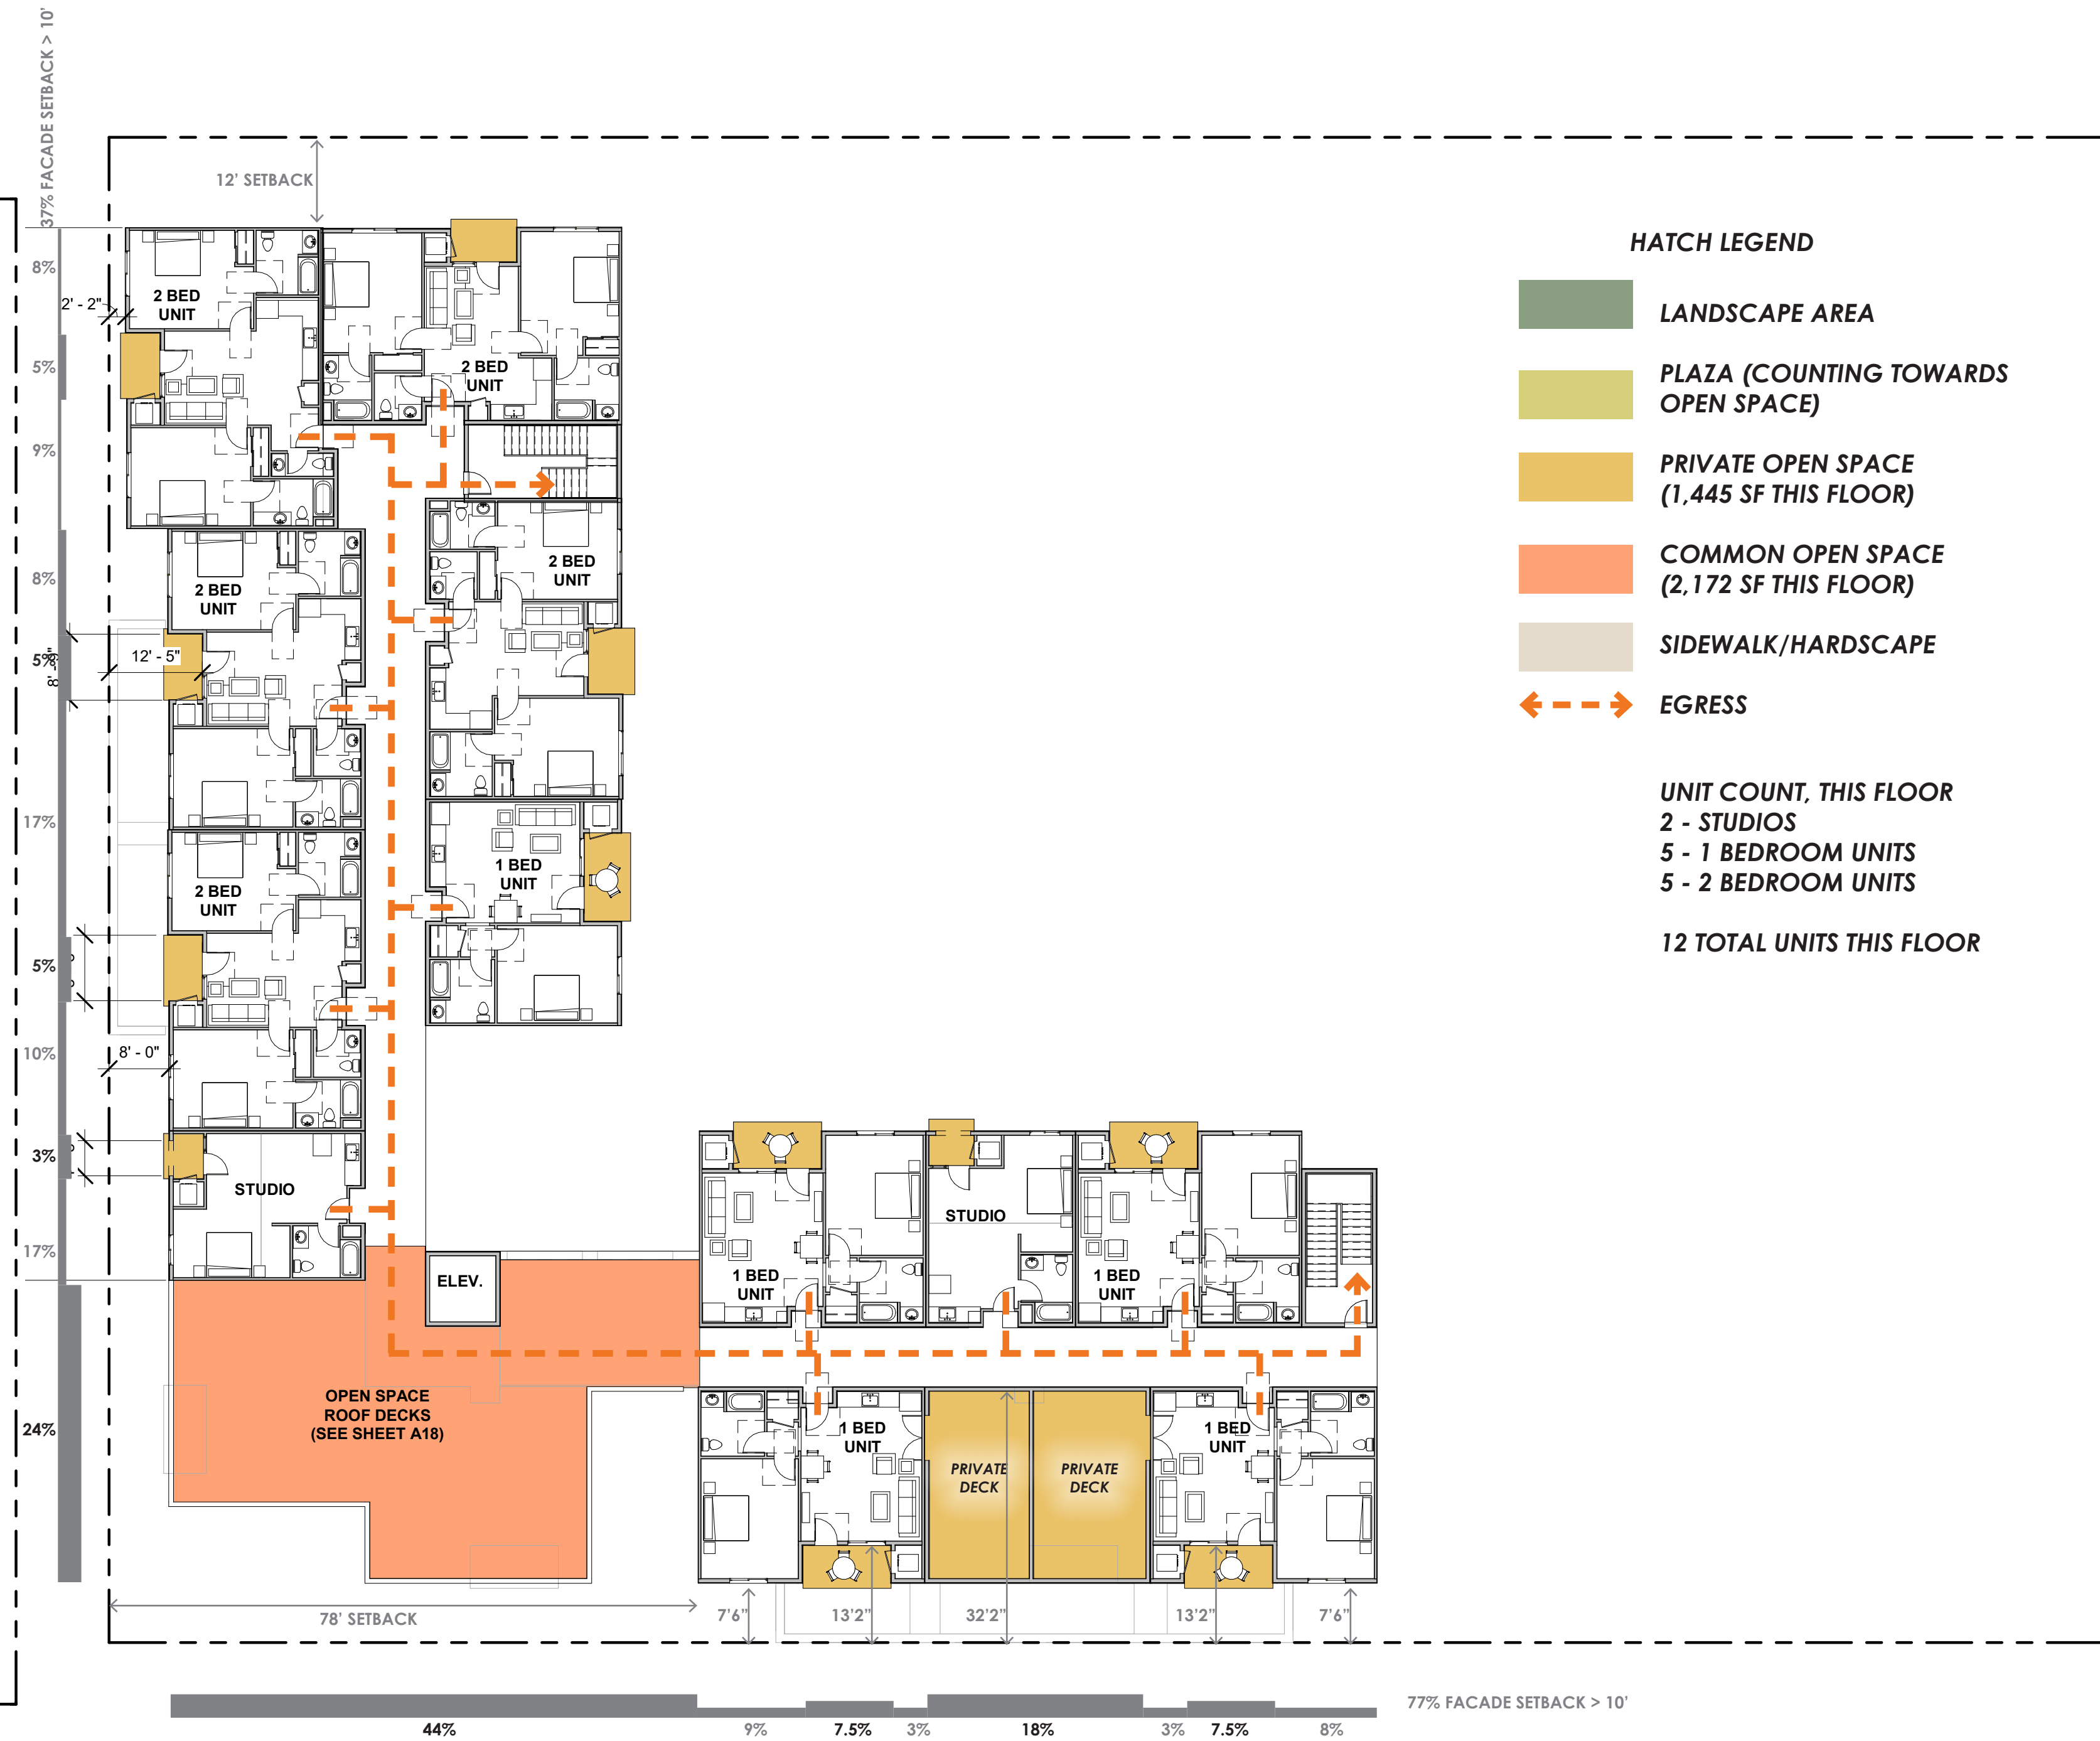 37% FACADE SETBACK > 10'
12' SETBACK
8%
2' - 2"
2 BED
UNIT
5%
2 BED
UNIT
9%
8%
2 BED
UNIT
2 BED
UNIT
5%
12' - 5"
17%
1 BED
UNIT
2 BED
UNIT
5%
10%
8' - 0"
3%
STUDIO
17%
ELEV.
1 BED
UNIT
STUDIO
1 BED
UNIT
OPEN SPACE
ROOF DECKS
(SEE SHEET A18)
24%
1 BED
UNIT
PRIVATE
DECK
PRIVATE
DECK
1 BED
UNIT
78' SETBACK
7'6"
13'2"
32'2"
13'2"
7'6"
44%
9%
7.5%
3%
18%
3%
7.5%
8%
77% FACADE SETBACK > 10'
HATCH LEGEND
LANDSCAPE AREA
PLAZA (COUNTING TOWARDS
OPEN SPACE)
PRIVATE OPEN SPACE
(1,445 SF THIS FLOOR)
COMMON OPEN SPACE
(2,172 SF THIS FLOOR)
SIDEWALK/HARDSCAPE
EGRESS
UNIT COUNT, THIS FLOOR
2 - STUDIOS
5 - 1 BEDROOM UNITS
5 - 2 BEDROOM UNITS
12 TOTAL UNITS THIS FLOOR